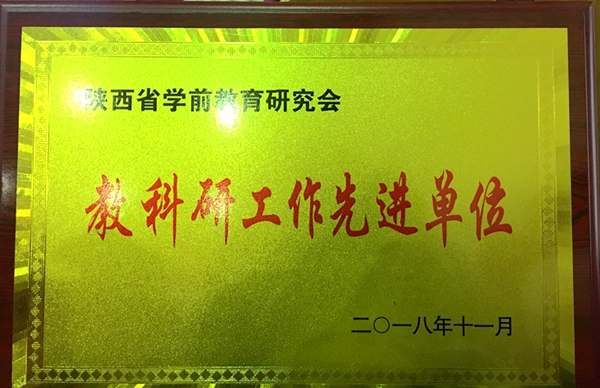 陕西省学前教育研究会
教科研工作先进单位
二〇一八年十一月